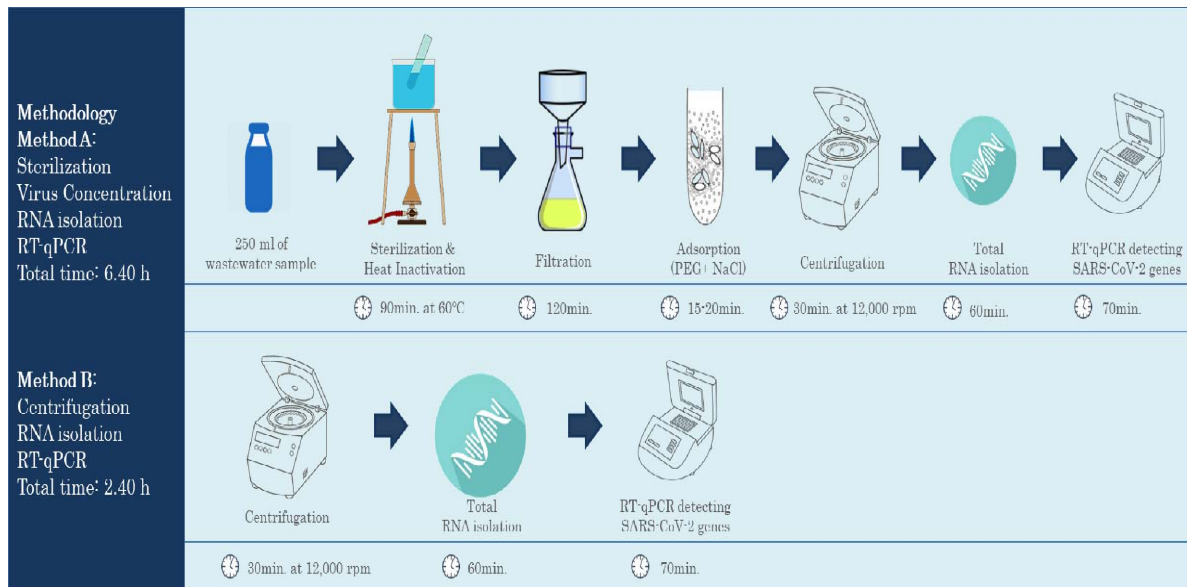 Methodology
Method A:
Sterilization
Virus Concentration
RNA isolation
RT-qPCR
Total time: 6.40 h
250 ml of
wastewater sample
Sterilization &
Heat Inactivation
Filtration
Adsorption
(PEG+ NaCl)
Centrifugation
Total
RNA isolation
RT-qPCR detecting
SARS-CoV-2 genes
90min. at 60°C
120min.
15-20min.
30min. at 12,000 rpm
60min.
70min.
Method B:
Centrifugation
RNA isolation
RT-qPCR
Total time: 2.40 h
Centrifugation
Total
RNA isolation
RT-qPCR detecting
SARS-CoV-2 genes
30min. at 12,000 rpm
60min.
70min.